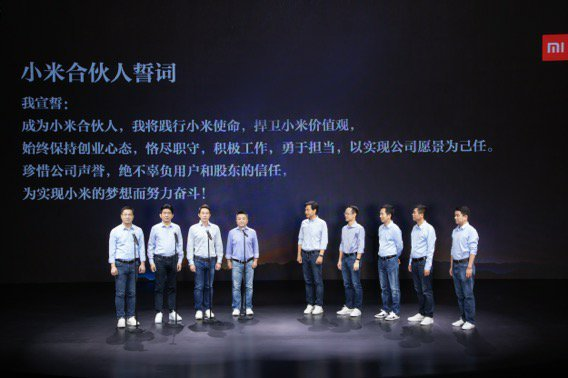 mi
小米合伙人誓词
我宣誓：
成为小米合伙人，我将践行小米使命，捍卫小米价值观，
始终保持创业心态，恪尽职守，积极工作，勇于担当，以实现公司愿景为己任。
珍惜公司声誉，绝不辜负用户和股东的信任，
为实现小米的梦想而努力奋斗！